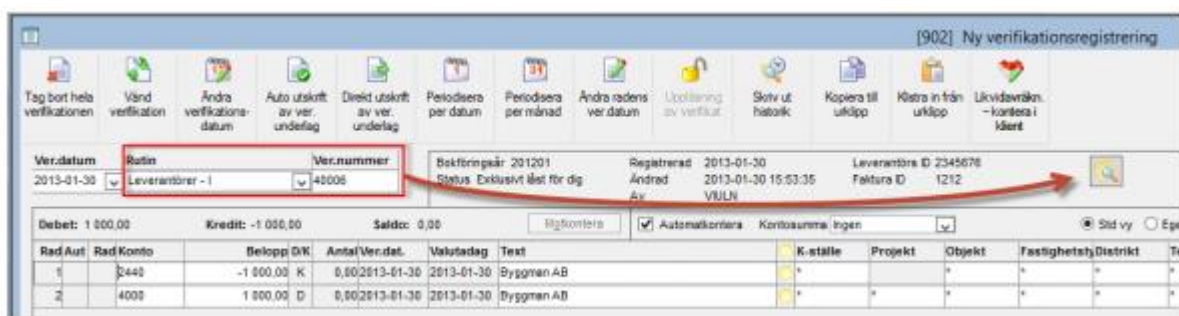 [902] Ny verifikationsregistrering
Tag bort hela verifikationen
Vänd verifikation
Ändra verifikations-datum
Auto utskrift av ver. underlag
Direkt utskrift av ver. underlag
Periodisera per datum
Periodisera per månad
Ändra radens ver.datum
Upplåsning av verifikat
Skriv ut historik
Kopiera till urklipp
Klistra in från urklipp
Likvidavräkn. - kontera i klient
Ver.datum Rutin Ver.nummer
2013-01-30 Leverantörer - I 40006
Bokföringsår 201201 Registrerad 2013-01-30 Leverantörs ID 2345678
Status Exklusivt låst för dig Ändrad 2013-01-30 15:53:35 Faktura ID 1212
Av VIULN
Debet: 1 000,00 Kredit: -1 000,00 Saldo: 0,00 Automatkontera Kontosumma Ingen Std vy Ege
Rad Aut Rad Konto Belopp D/K Antal Ver.dat. Valutadag Text K-ställe Projekt Objekt Fastighetsty Distrikt Te
1 2440 -1 000,00 K 0,00 2013-01-30 2013-01-30 Byggman AB * * * *
2 4000 1 000,00 D 0,00 2013-01-30 2013-01-30 Byggman AB * * * * *